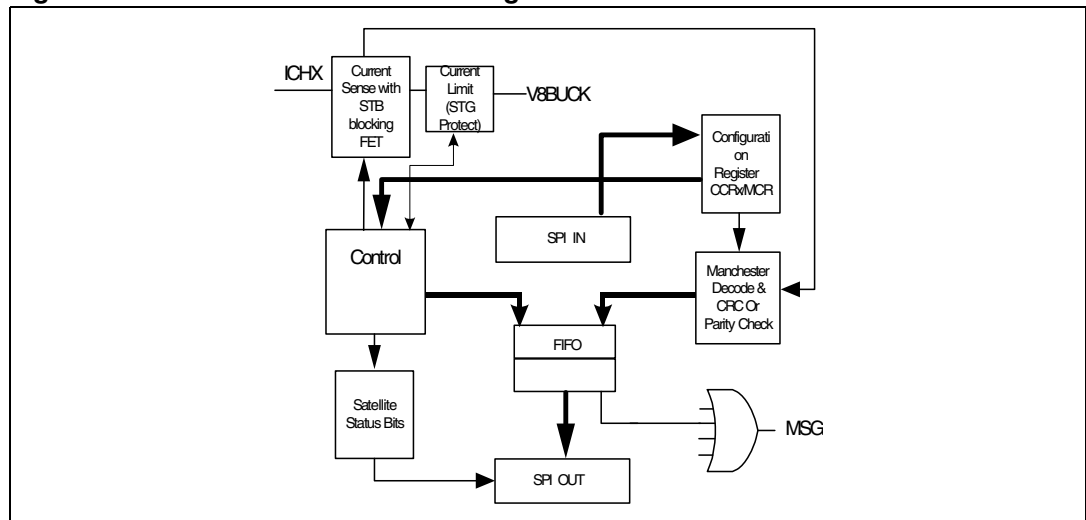 ICHX
Current
Sense with
STB
blocking
FET
Current
Limit
(STG
Protect)
V8BUCK
Configurati
on
Register
CCRxMCR
Control
SPI IN
Manchester
Decode &
CRC Or
Parity Check
FIFO
Satellite
Status Bits
MSG
SPI OUT